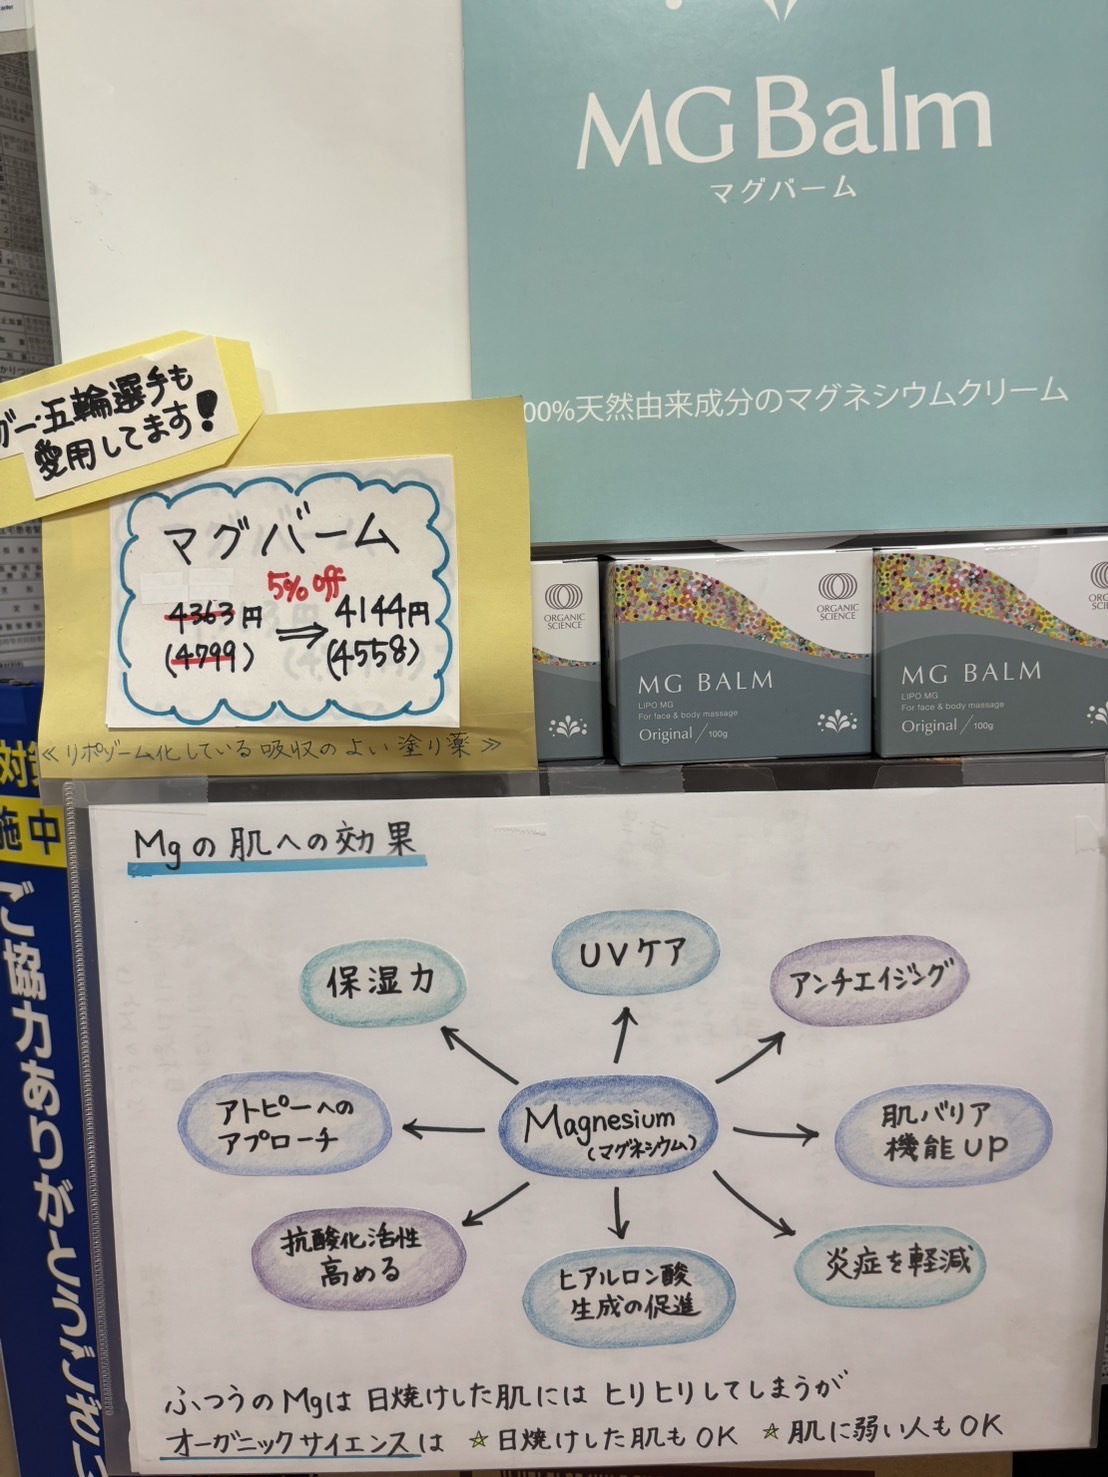 MG Balm
マグバーム
00%天然由来成分のマグネシウムクリーム
ガー・五輪選手も
愛用してます!
マグバーム
5% off
4363円 ⇒ 4144円
(4799) (4558)
≪リポゾーム化している吸収のよい塗り薬≫
ORGANIC
SCIENCE
ORGANIC
SCIENCE
MG BALM
LIPO MG
For face & body massage
Original / 100g
ORGANIC
SCIENCE
MG BALM
LIPO MG
For face & body massage
Original / 100g
施中
ご協力ありがとう
Mgの肌への効果
UVケア
保湿力
アンチエイジング
アトピーへの
アプローチ
Magnesium
(マグネシウム)
肌バリア
機能UP
抗酸化活性
高める
ヒアルロン酸
生成の促進
炎症を軽減
ふつうのMgは日焼けした肌にはヒリヒリしてしまうが
オーガニックサイエンスは ☆日焼けした肌もOK ☆肌に弱い人もOK